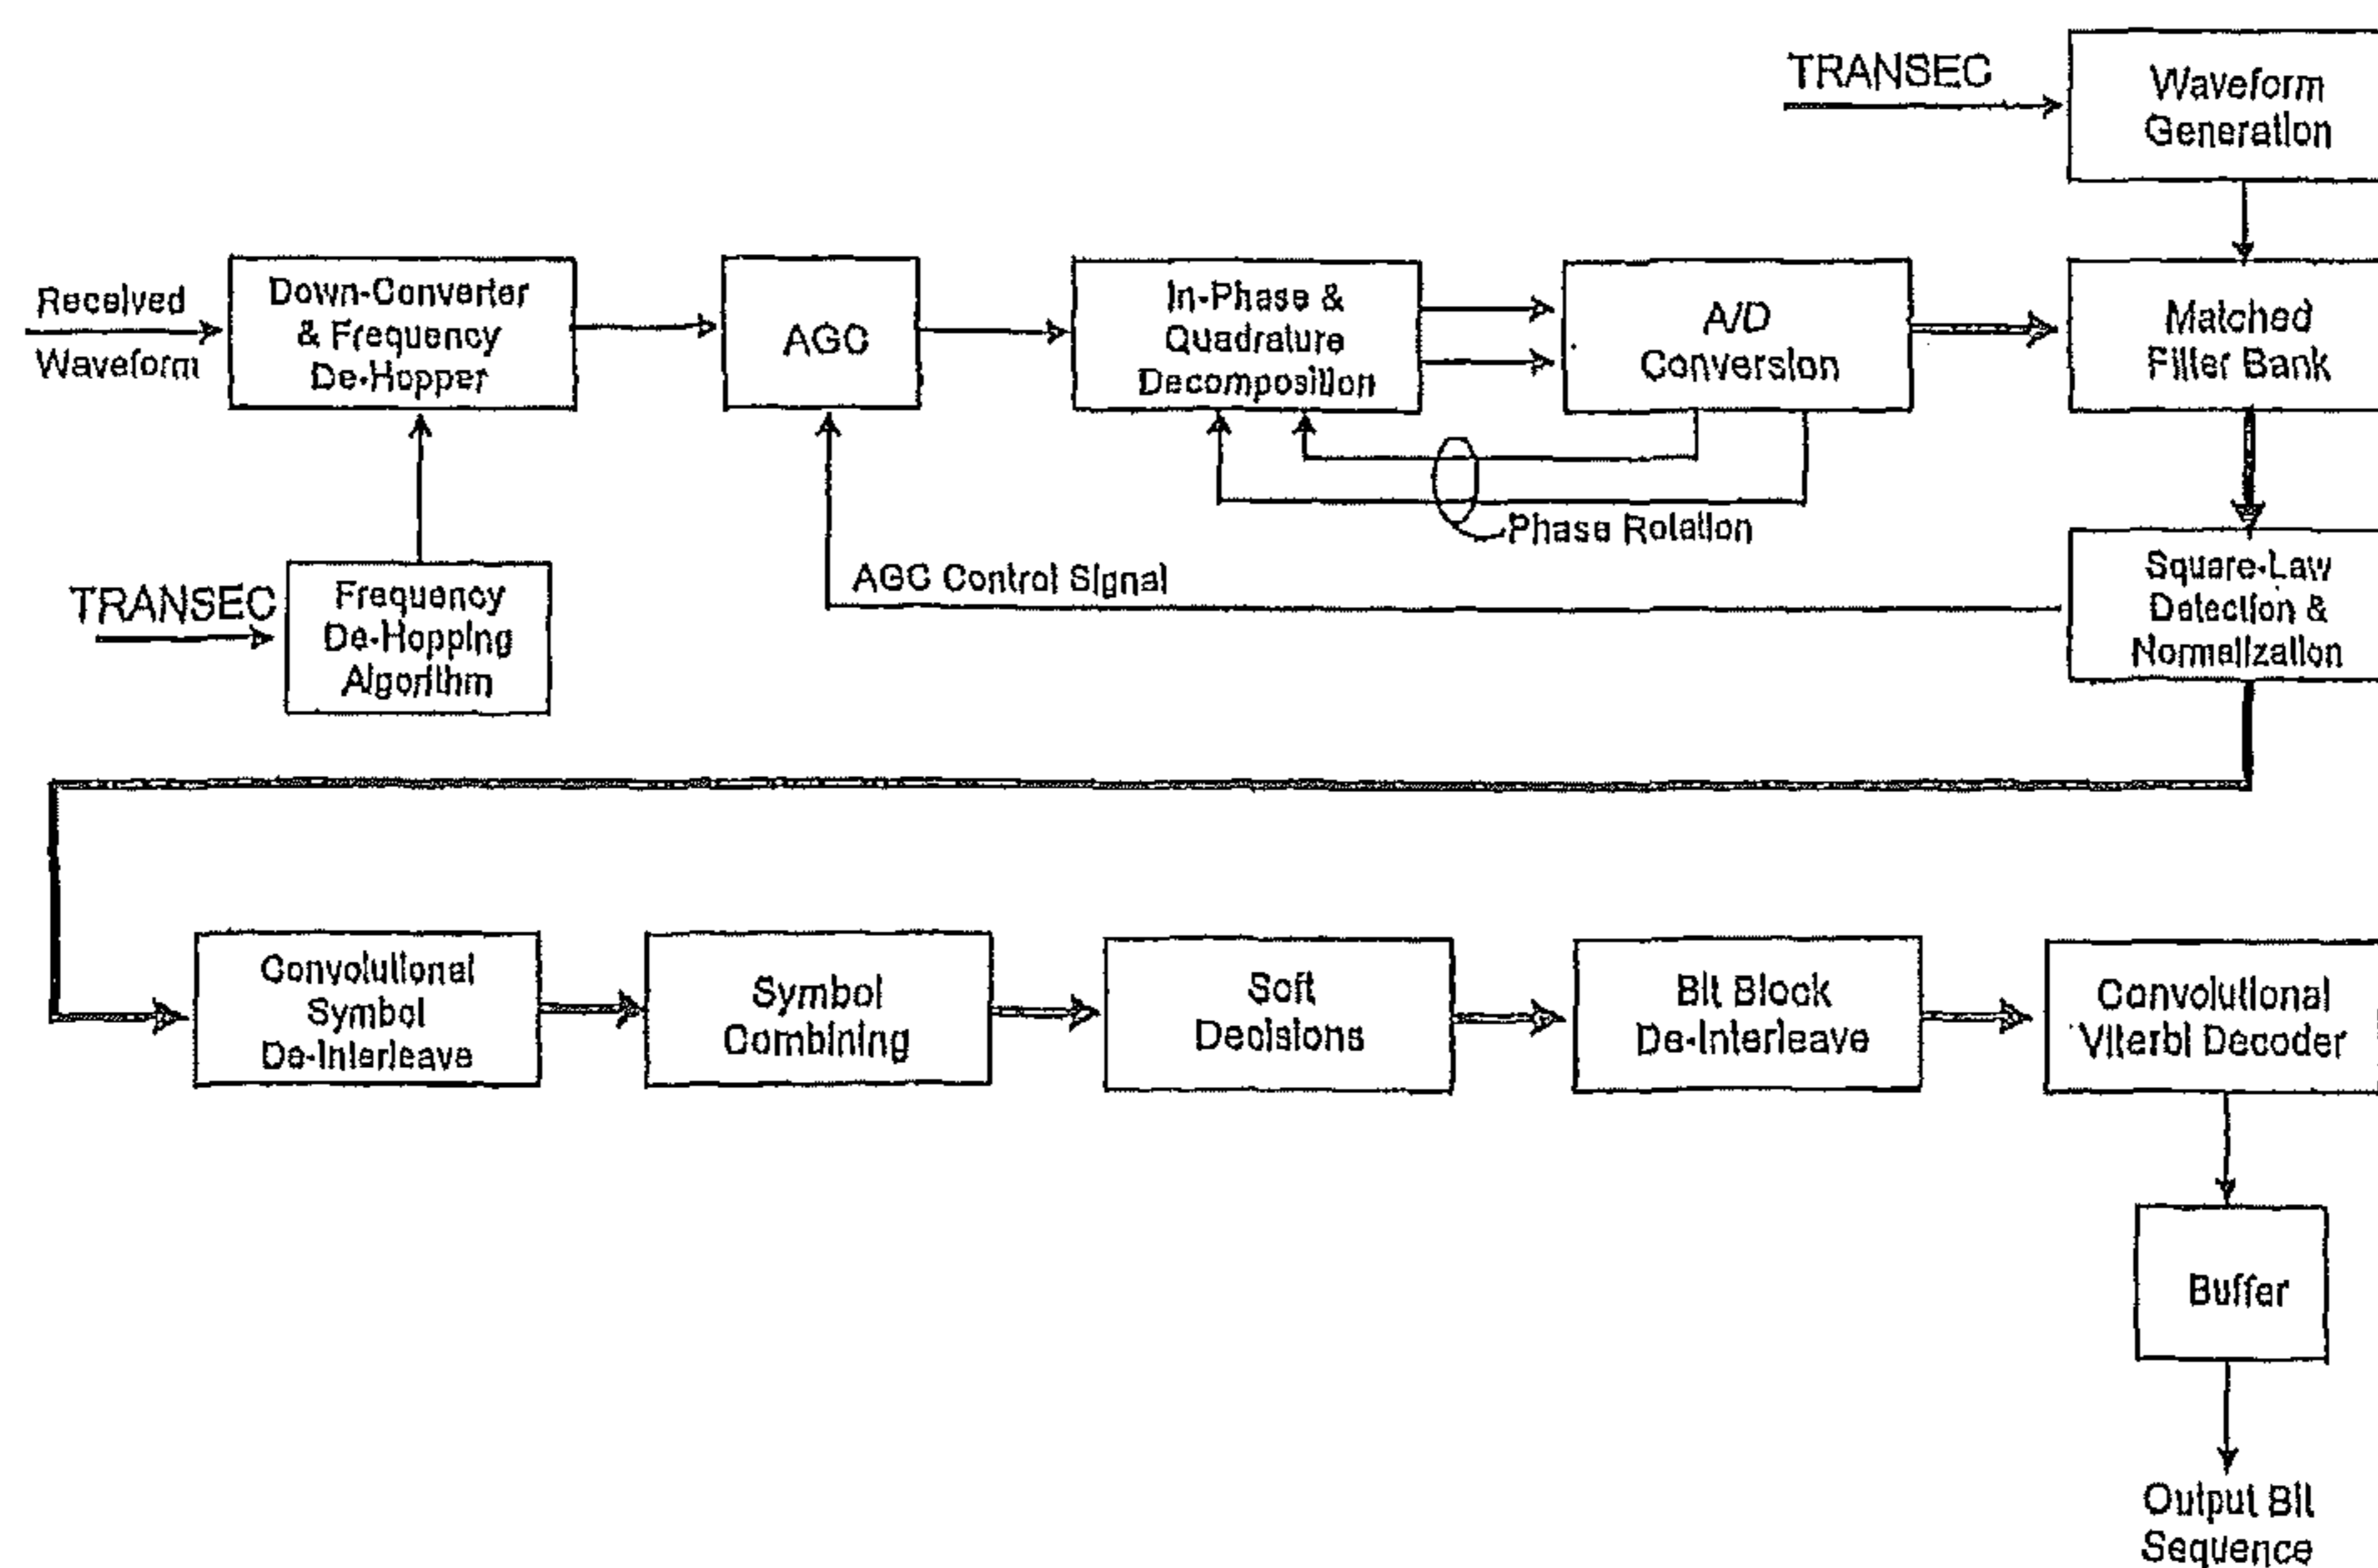 TRANSEC
Waveform
Generation
Received
Waveform
Down-Converter
& Frequency
De-Hopper
AGC
In-Phase &
Quadrature
Decomposition
A/D
Conversion
Matched
Filter Bank
Phase Rotation
AGC Control Signal
TRANSEC
Frequency
De-Hopping
Algorithm
Square-Law
Detection &
Normalization
Convolutional
Symbol
De-Interleave
Symbol
Combining
Soft
Decisions
Bit Block
De-Interleave
Convolutional
Viterbi Decoder
Buffer
Output Bit
Sequence